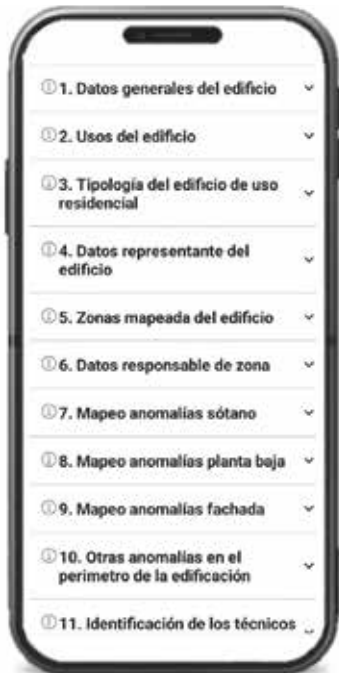 ⓘ 1. Datos generales del edificio
ⓘ 2. Usos del edificio
ⓘ 3. Tipología del edificio de uso
residencial
ⓘ 4. Datos representante del
edificio
ⓘ 5. Zonas mapeada del edificio
ⓘ 6. Datos responsable de zona
ⓘ 7. Mapeo anomalías sótano
ⓘ 8. Mapeo anomalías planta baja
ⓘ 9. Mapeo anomalías fachada
ⓘ 10. Otras anomalías en el
perimetro de la edificación
ⓘ 11. Identificación de los técnicos